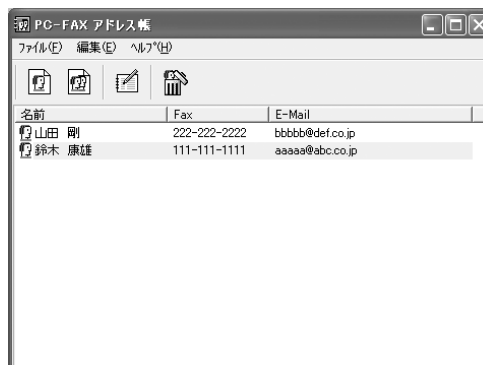 PC-FAX アドレス帳
ファイル(F) 編集(E) ヘルプ(H)
名前 Fax E-Mail
山田 剛 222-222-2222 bbbbb@def.co.jp
鈴木 康雄 111-111-1111 aaaaa@abc.co.jp